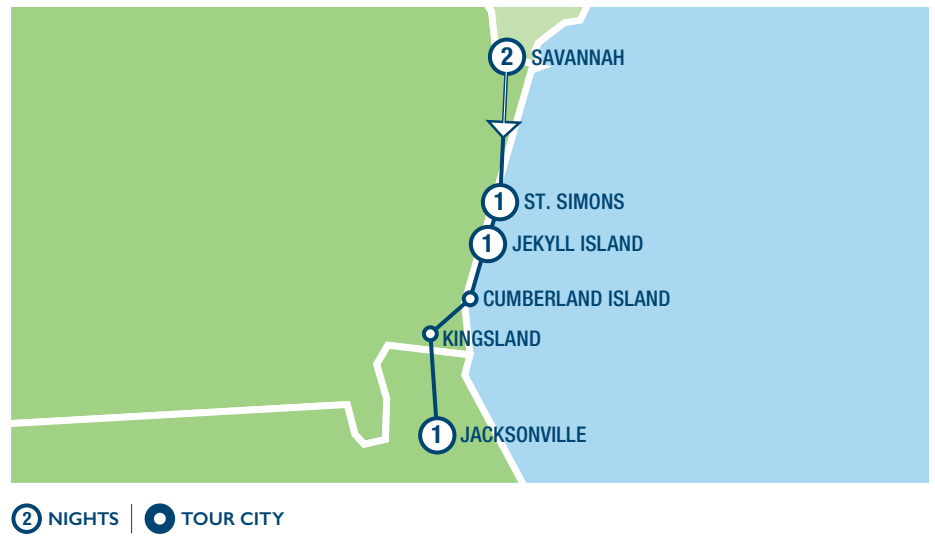 2 SAVANNAH
1 ST. SIMONS
1 JEKYLL ISLAND
CUMBERLAND ISLAND
KINGSLAND
1 JACKSONVILLE
2 NIGHTS TOUR CITY